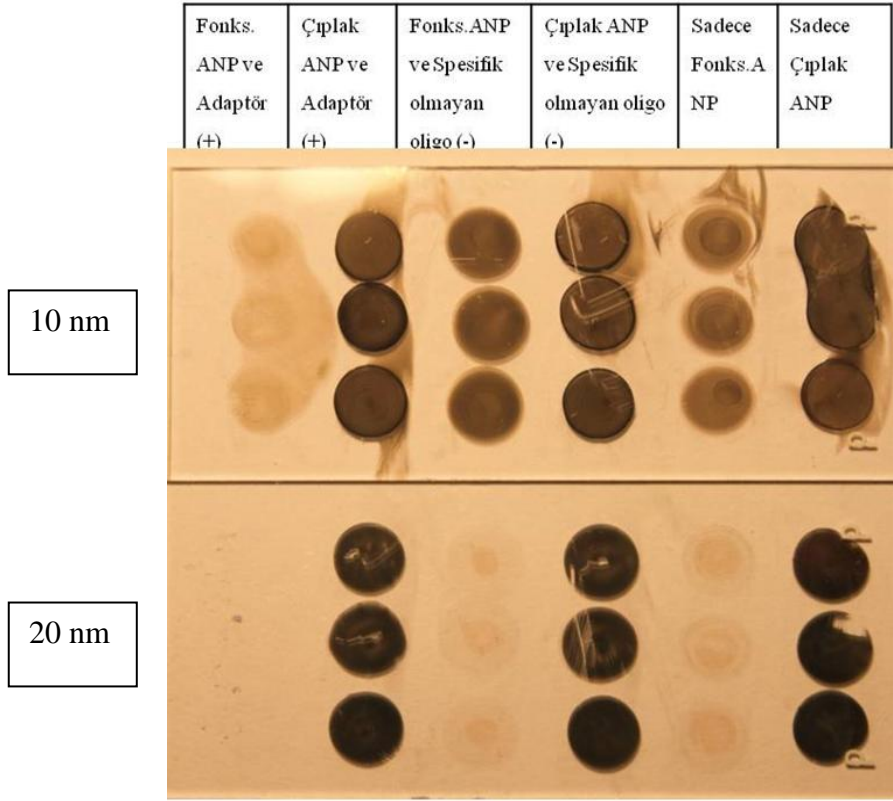 Fonks.
ANP ve
Adaptör
(+)
Çıplak
ANP ve
Adaptör
(+)
Fonks.ANP
ve Spesifik
olmayan
oligo (-)
Çıplak ANP
ve Spesifik
olmayan oligo
(-)
Sadece
Fonks.A
NP
Sadece
Çıplak
ANP
10 nm
20 nm